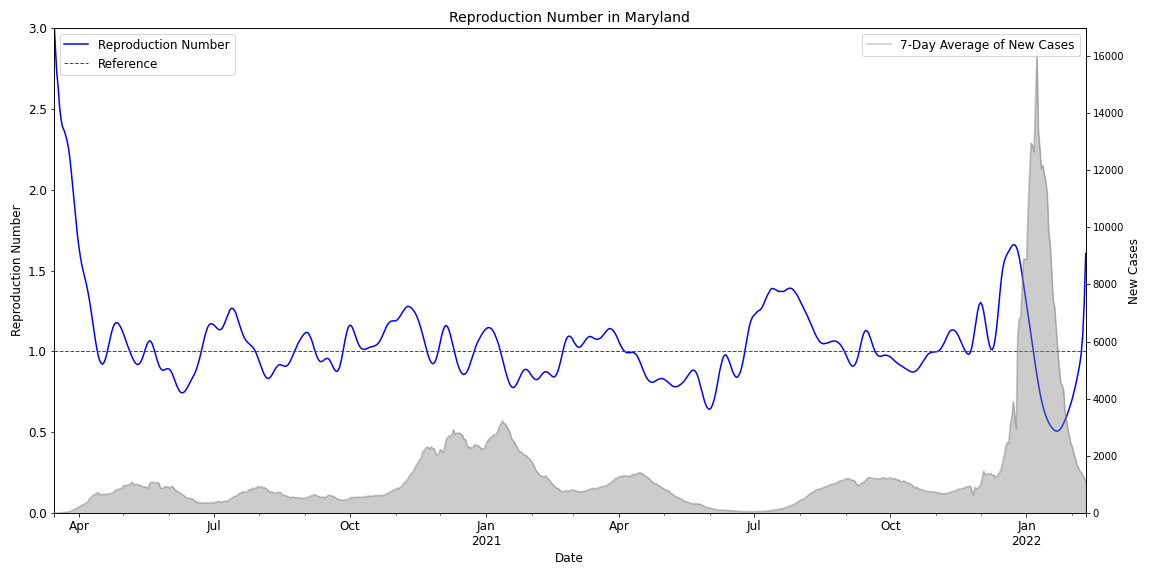 Reproduction Number in Maryland
Reproduction Number
Reference
7-Day Average of New Cases
3.0
2.5
2.0
1.5
1.0
0.5
0.0
Reproduction Number
16000
14000
12000
10000
8000
6000
4000
2000
0
New Cases
Apr
Jul
Oct
Jan
2021
Apr
Jul
Oct
Jan
2022
Date